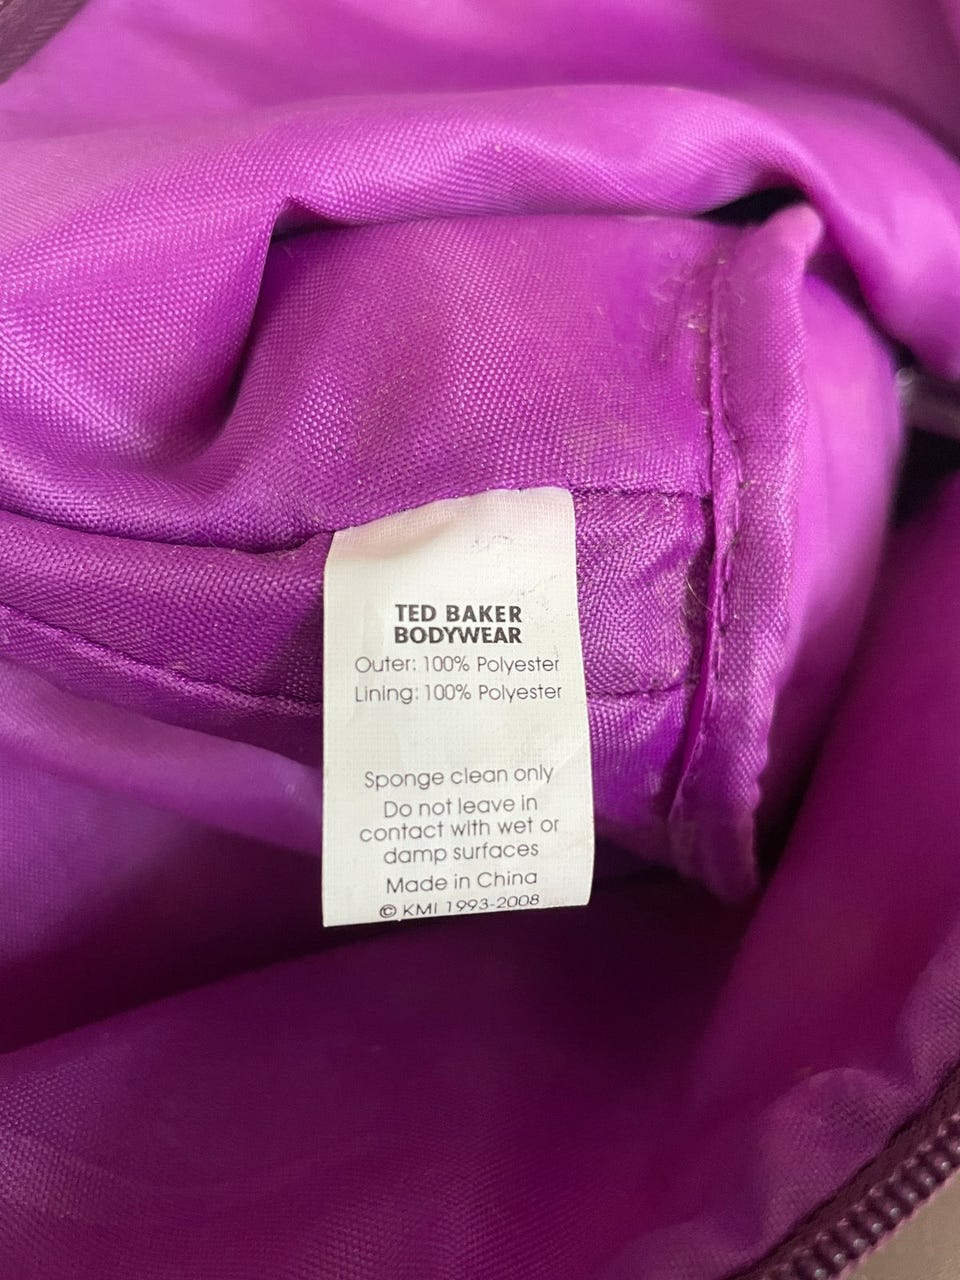 TED BAKER
BODYWEAR
Outer: 100% Polyester
Lining: 100% Polyester
Sponge clean only
Do not leave in
contact with wet or
damp surfaces
Made in China
© KMI 1993-2008